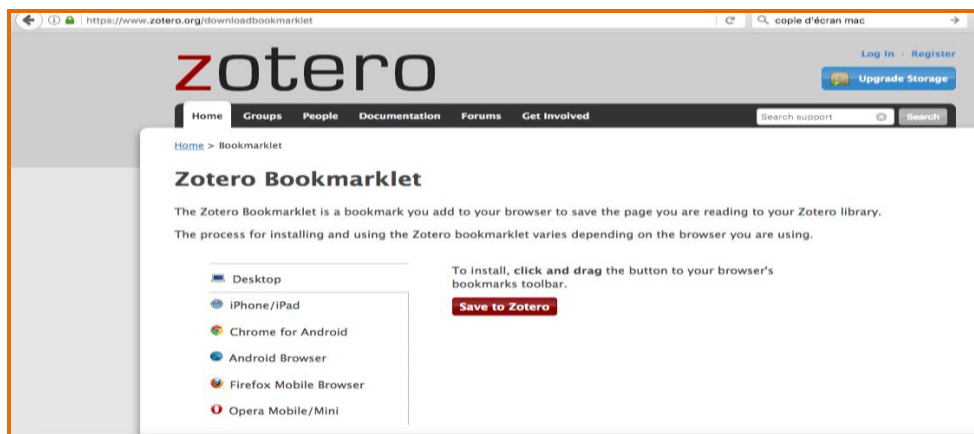 https://www.zotero.org/downloadbookmarklet
copie d'écran mac
zotero
Log In · Register
Upgrade Storage
Home Groups People Documentation Forums Get Involved
Search support
Search
Home > Bookmarklet
Zotero Bookmarklet
The Zotero Bookmarklet is a bookmark you add to your browser to save the page you are reading to your Zotero library.
The process for installing and using the Zotero bookmarklet varies depending on the browser you are using.
Desktop
iPhone/iPad
Chrome for Android
Android Browser
Firefox Mobile Browser
Opera Mobile/Mini
To install, click and drag the button to your browser's
bookmarks toolbar.
Save to Zotero